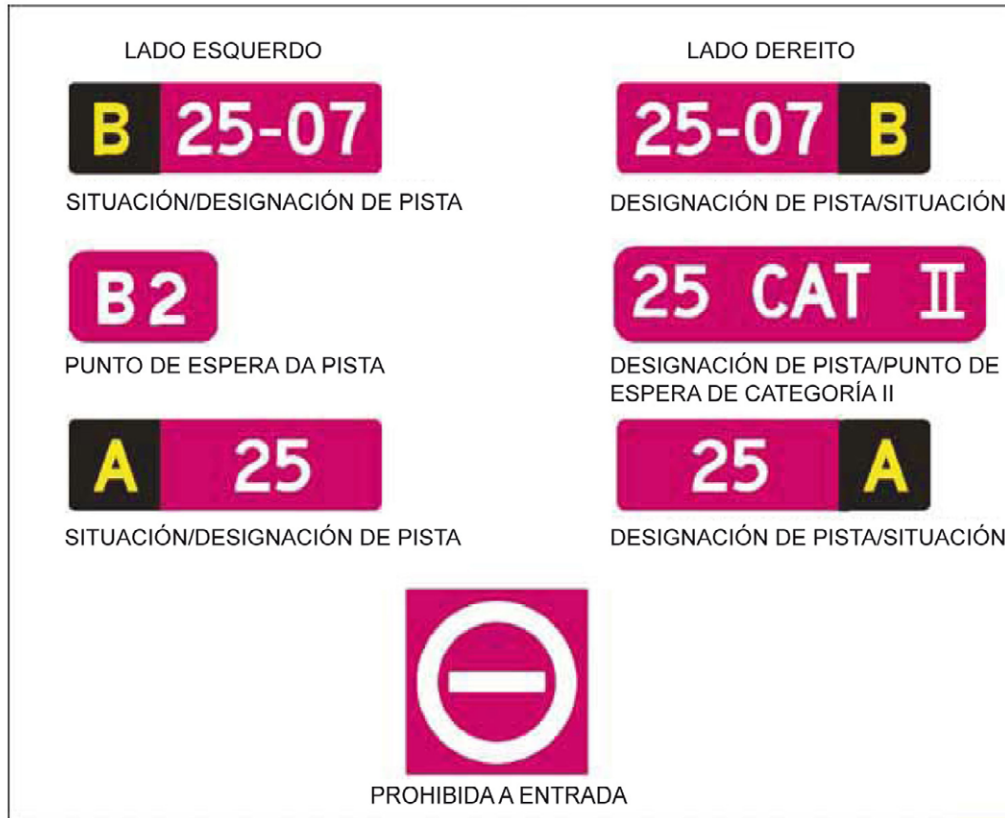 LADO ESQUERDO
LADO DEREITO
B 25-07
25-07 B
SITUACIÓN/DESIGNACIÓN DE PISTA
DESIGNACIÓN DE PISTA/SITUACIÓN
B2
25 CAT II
PUNTO DE ESPERA DA PISTA
DESIGNACIÓN DE PISTA/PUNTO DE
ESPERA DE CATEGORÍA II
A 25
25 A
SITUACIÓN/DESIGNACIÓN DE PISTA
DESIGNACIÓN DE PISTA/SITUACIÓN
PROHIBIDA A ENTRADA